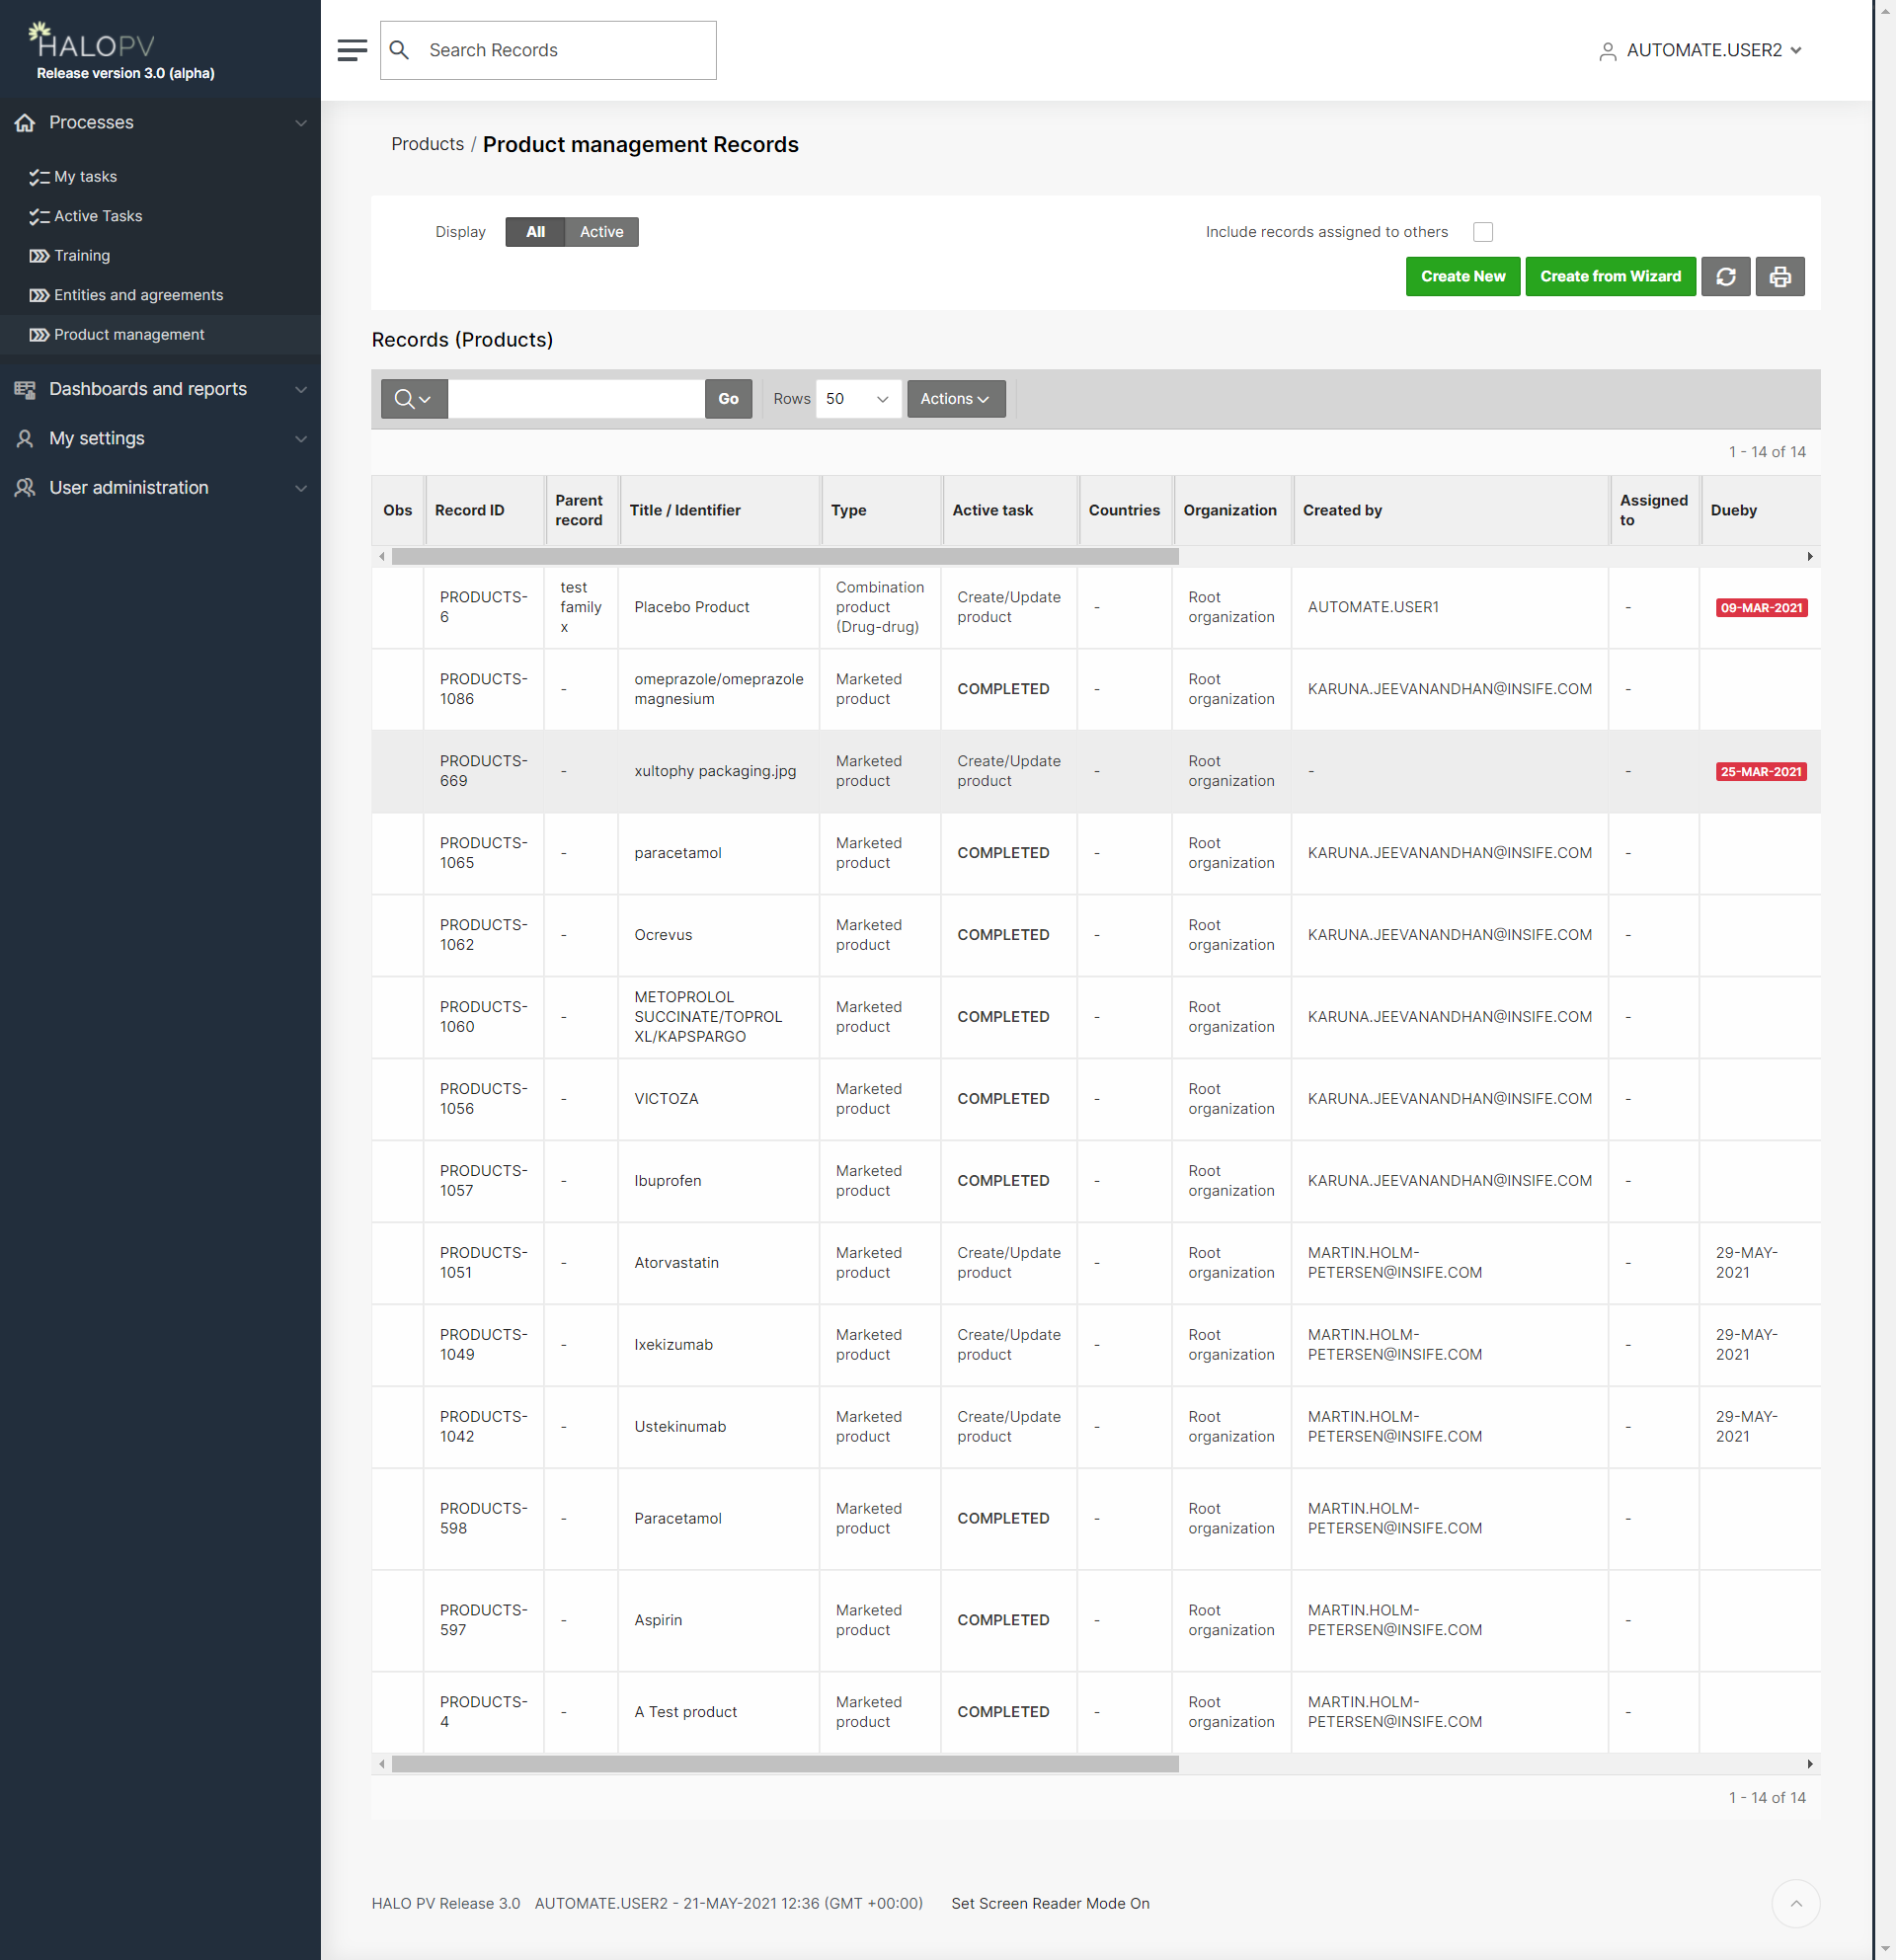 HALOPV
Release version 3.0 (alpha)
Search Records
AUTOMATE.USER2
Processes
My tasks
Active Tasks
Training
Entities and agreements
Product management
Dashboards and reports
My settings
User administration
Products / Product management Records
Display All Active
Include records assigned to others
Create New Create from Wizard
Records (Products)
Go Rows 50 Actions
1 - 14 of 14
Obs Record ID Parent record Title / Identifier Type Active task Countries Organization Created by Assigned to Dueby
PRODUCTS-6 test family x Placebo Product Combination product (Drug-drug) Create/Update product - Root organization AUTOMATE.USER1 - 09-MAR-2021
PRODUCTS-1086 - omeprazole/omeprazole magnesium Marketed product COMPLETED - Root organization KARUNA.JEEVANANDHAN@INSIFE.COM -
PRODUCTS-669 - xultophy packaging.jpg Marketed product Create/Update product - Root organization - - 25-MAR-2021
PRODUCTS-1065 - paracetamol Marketed product COMPLETED - Root organization KARUNA.JEEVANANDHAN@INSIFE.COM -
PRODUCTS-1062 - Ocrevus Marketed product COMPLETED - Root organization KARUNA.JEEVANANDHAN@INSIFE.COM -
PRODUCTS-1060 - METOPROLOL SUCCINATE/TOPROL XL/KAPSPARGO Marketed product COMPLETED - Root organization KARUNA.JEEVANANDHAN@INSIFE.COM -
PRODUCTS-1056 - VICTOZA Marketed product COMPLETED - Root organization KARUNA.JEEVANANDHAN@INSIFE.COM -
PRODUCTS-1057 - Ibuprofen Marketed product COMPLETED - Root organization KARUNA.JEEVANANDHAN@INSIFE.COM -
PRODUCTS-1051 - Atorvastatin Marketed product Create/Update product - Root organization MARTIN.HOLM-PETERSEN@INSIFE.COM - 29-MAY-2021
PRODUCTS-1049 - Ixekizumab Marketed product Create/Update product - Root organization MARTIN.HOLM-PETERSEN@INSIFE.COM - 29-MAY-2021
PRODUCTS-1042 - Ustekinumab Marketed product Create/Update product - Root organization MARTIN.HOLM-PETERSEN@INSIFE.COM - 29-MAY-2021
PRODUCTS-598 - Paracetamol Marketed product COMPLETED - Root organization MARTIN.HOLM-PETERSEN@INSIFE.COM -
PRODUCTS-597 - Aspirin Marketed product COMPLETED - Root organization MARTIN.HOLM-PETERSEN@INSIFE.COM -
PRODUCTS-4 - A Test product Marketed product COMPLETED - Root organization MARTIN.HOLM-PETERSEN@INSIFE.COM -
1 - 14 of 14
HALO PV Release 3.0 AUTOMATE.USER2 - 21-MAY-2021 12:36 (GMT +00:00) Set Screen Reader Mode On